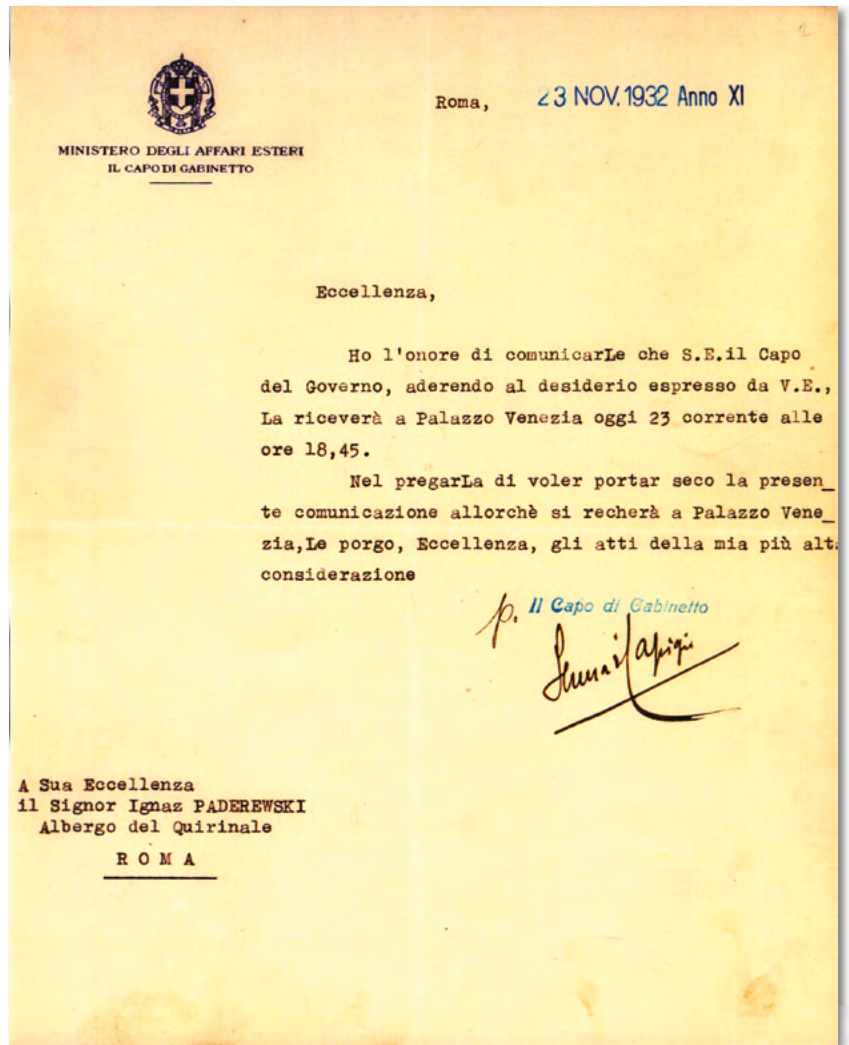 2
Roma, 23 NOV. 1932 Anno XI
MINISTERO DEGLI AFFARI ESTERI
IL CAPO DI GABINETTO
Eccellenza,
Ho l'onore di comunicarLe che S.E.il Capo
del Governo, aderendo al desiderio espresso da V.E.,
La riceverà a Palazzo Venezia oggi 23 corrente alle
ore 18,45.
Nel pregarLa di voler portar seco la presen_
te comunicazione allorchè si recherà a Palazzo Vene_
zia,Le porgo, Eccellenza, gli atti della mia più alt
considerazione
p. Il Capo di Gabinetto
A Sua Eccellenza
il Signor Ignaz PADEREWSKI
Albergo del Quirinale
R O M A